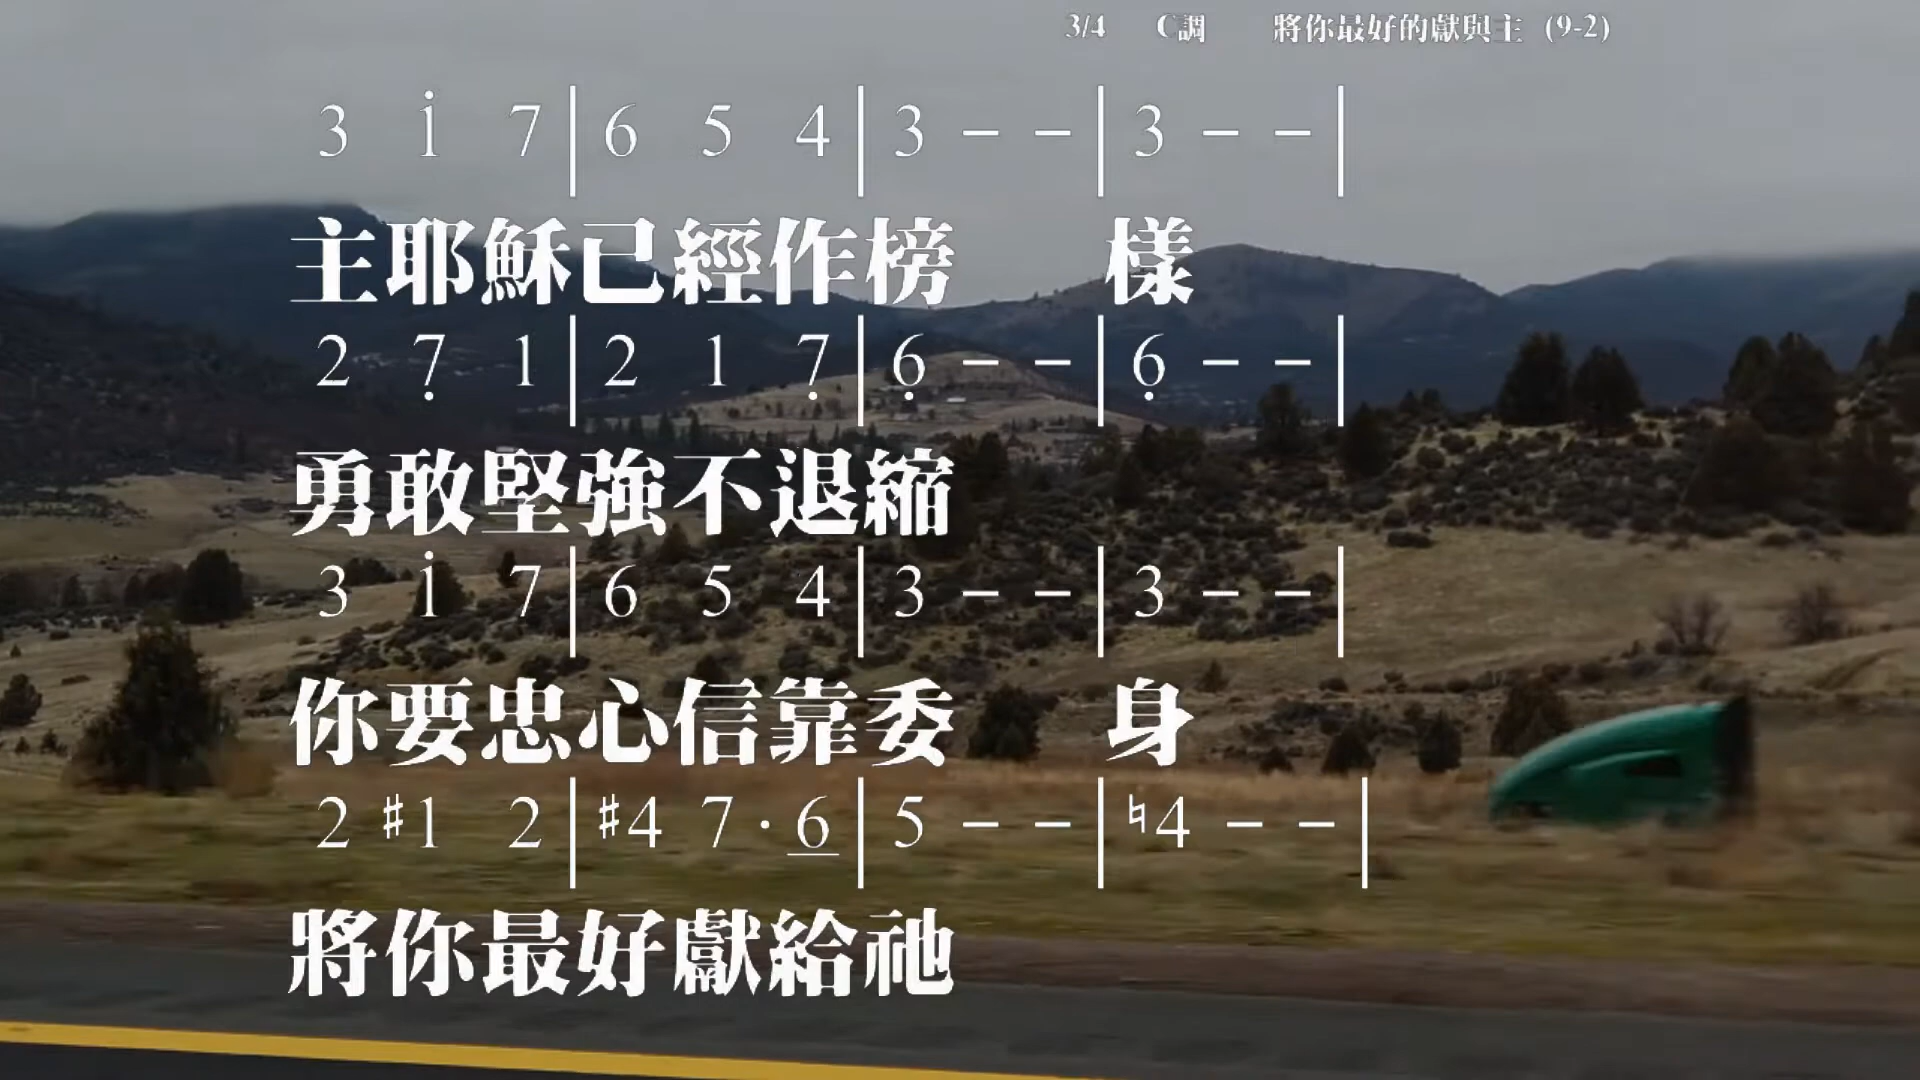 3/4 C調 將你最好的獻與主 (9-2)
3 i 7 | 6 5 4 | 3 – – | 3 – – |
主耶穌已經作榜 樣
2 7̣ 1 | 2 1 7̣ | 6̣ – – | 6̣ – – |
勇敢堅強不退縮
3 i 7 | 6 5 4 | 3 – – | 3 – – |
你要忠心信靠委 身
2 ♯1 2 | ♯4 7 · 6̲ | 5 – – | ♮4 – – |
將你最好獻給祂